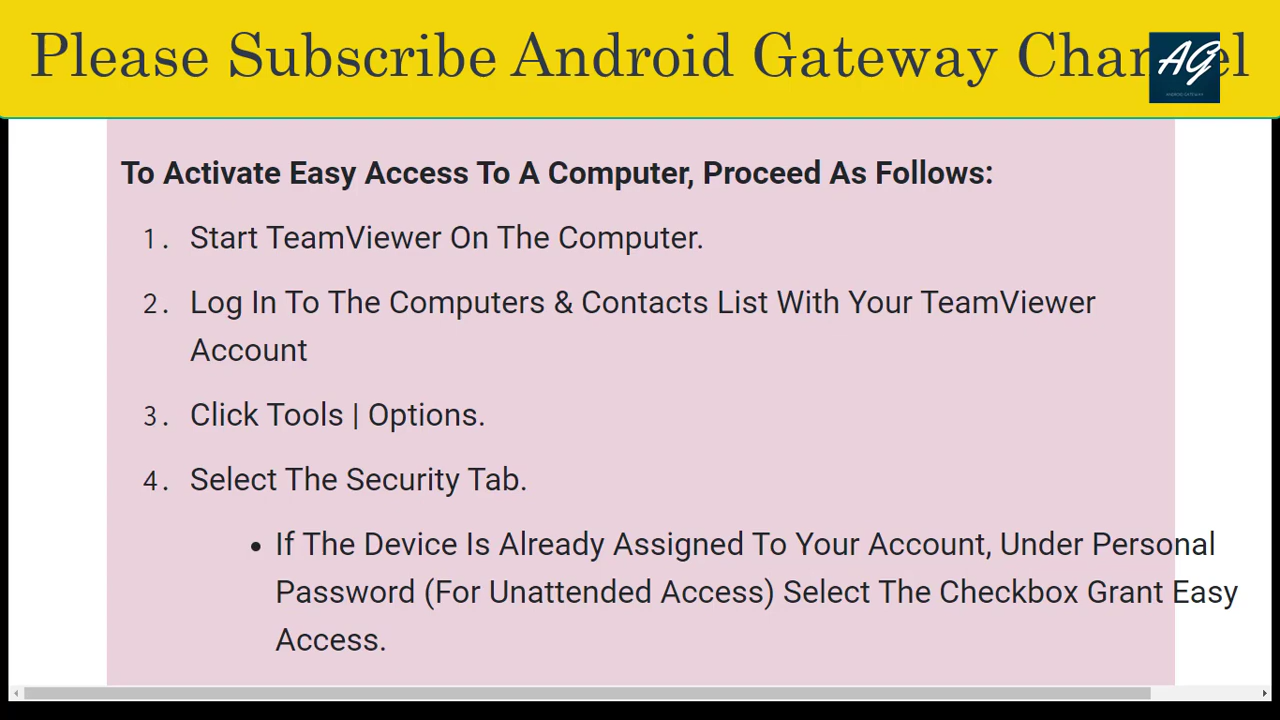 Please Subscribe Android Gateway Channel
AG
To Activate Easy Access To A Computer, Proceed As Follows:
1. Start TeamViewer On The Computer.
2. Log In To The Computers & Contacts List With Your TeamViewer
Account
3. Click Tools | Options.
4. Select The Security Tab.
• If The Device Is Already Assigned To Your Account, Under Personal
Password (For Unattended Access) Select The Checkbox Grant Easy
Access.